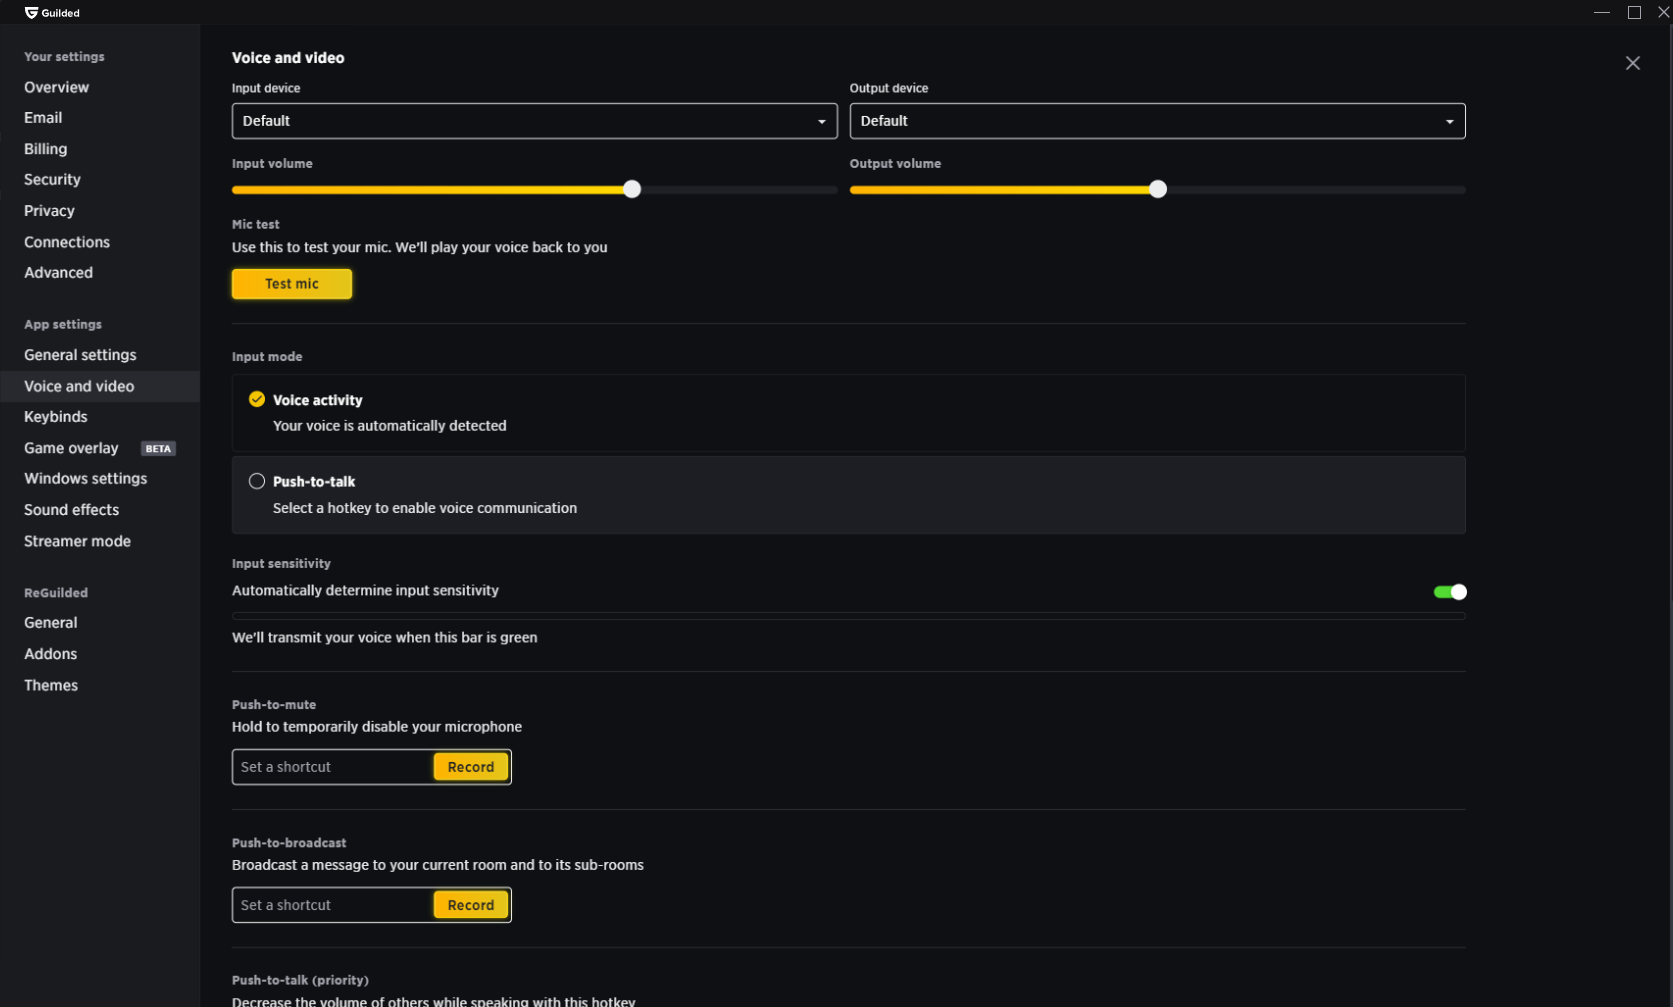 Guilded
Your settings
Overview
Email
Billing
Security
Privacy
Connections
Advanced
App settings
General settings
Voice and video
Keybinds
Game overlay BETA
Windows settings
Sound effects
Streamer mode
ReGuilded
General
Addons
Themes
Voice and video
Input device
Default
Output device
Default
Input volume
Output volume
Mic test
Use this to test your mic. We'll play your voice back to you
Test mic
Input mode
Voice activity
Your voice is automatically detected
Push-to-talk
Select a hotkey to enable voice communication
Input sensitivity
Automatically determine input sensitivity
We'll transmit your voice when this bar is green
Push-to-mute
Hold to temporarily disable your microphone
Set a shortcut Record
Push-to-broadcast
Broadcast a message to your current room and to its sub-rooms
Set a shortcut Record
Push-to-talk (priority)
Decrease the volume of others while speaking with this hotkey